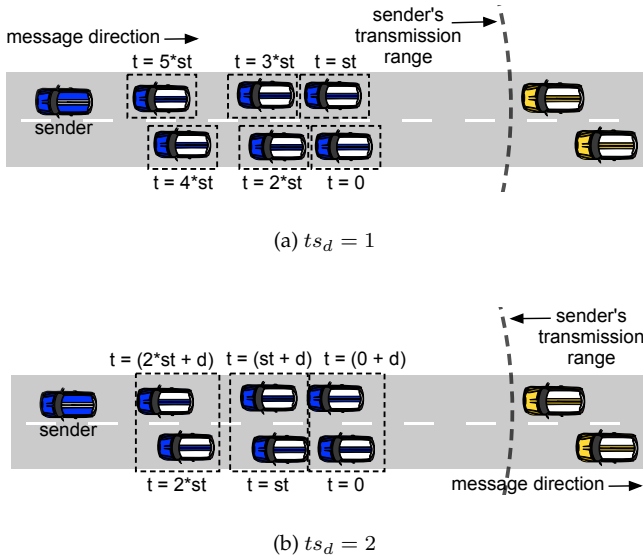 sender's
transmission
range
message direction
t = 5*st
t = 3*st
t = st
sender
t = 4*st
t = 2*st
t = 0
(a) ts_d = 1
sender's
transmission
range
t = (2*st + d)
t = (st + d)
t = (0 + d)
sender
t = 2*st
t = st
t = 0
message direction
(b) ts_d = 2